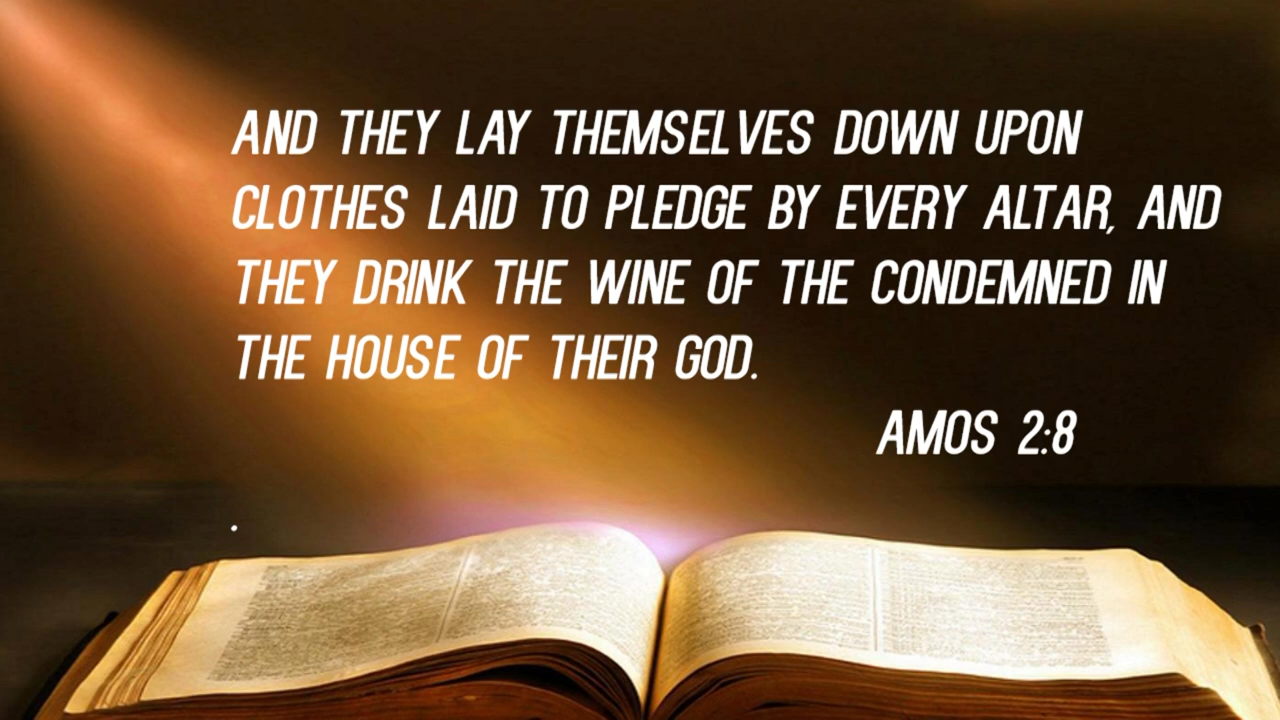 AND THEY LAY THEMSELVES DOWN UPON
CLOTHES LAID TO PLEDGE BY EVERY ALTAR, AND
THEY DRINK THE WINE OF THE CONDEMNED IN
THE HOUSE OF THEIR GOD.
AMOS 2:8
.